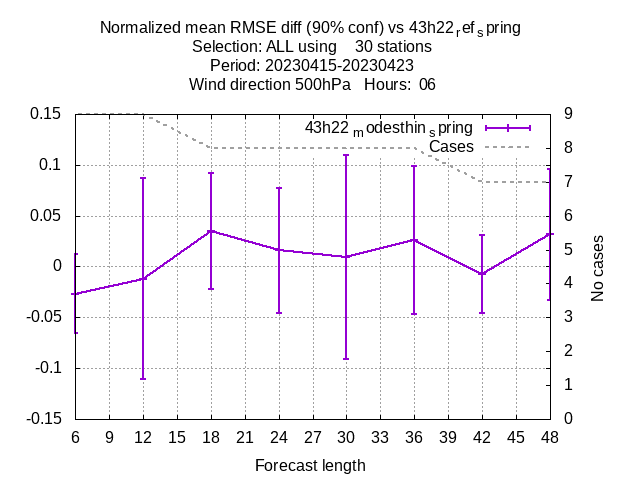 Normalized mean RMSE diff (90% conf) vs 43h22ref_spring
Selection: ALL using 30 stations
Period: 20230415-20230423
Wind direction 500hPa Hours: 06
43h22modesthin_spring
Cases
0.15
0.1
0.05
0
-0.05
-0.1
-0.15
9
8
7
6
5
4
3
2
1
0
No cases
6 9 12 15 18 21 24 27 30 33 36 39 42 45 48
Forecast length